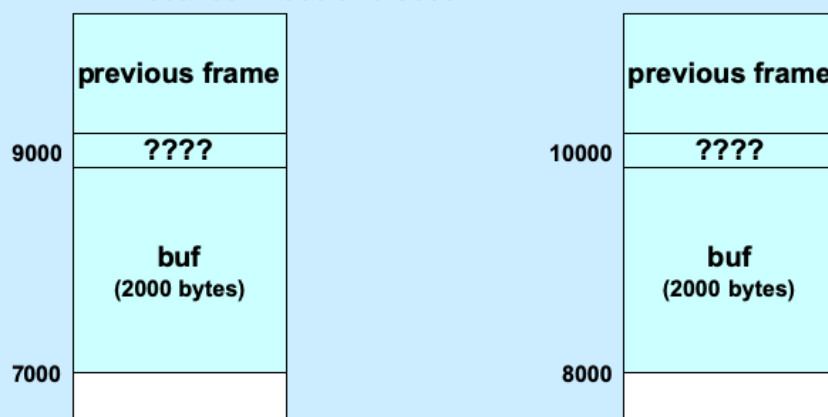 previous frame
9000
????
buf
(2000 bytes)
7000
previous frame
10000
????
buf
(2000 bytes)
8000